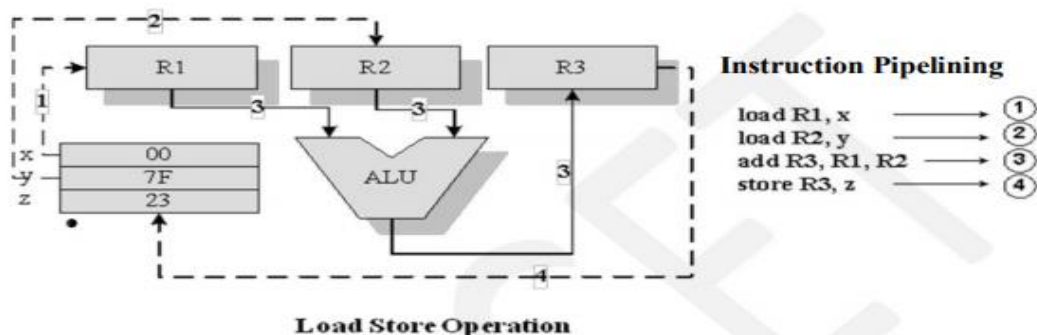 2
R1
R2
R3
Instruction Pipelining
1
3
3
load R1, x
1
load R2, y
2
add R3, R1, R2
3
store R3, z
4
x
00
y
7F
z
23
ALU
3
4
Load Store Operation